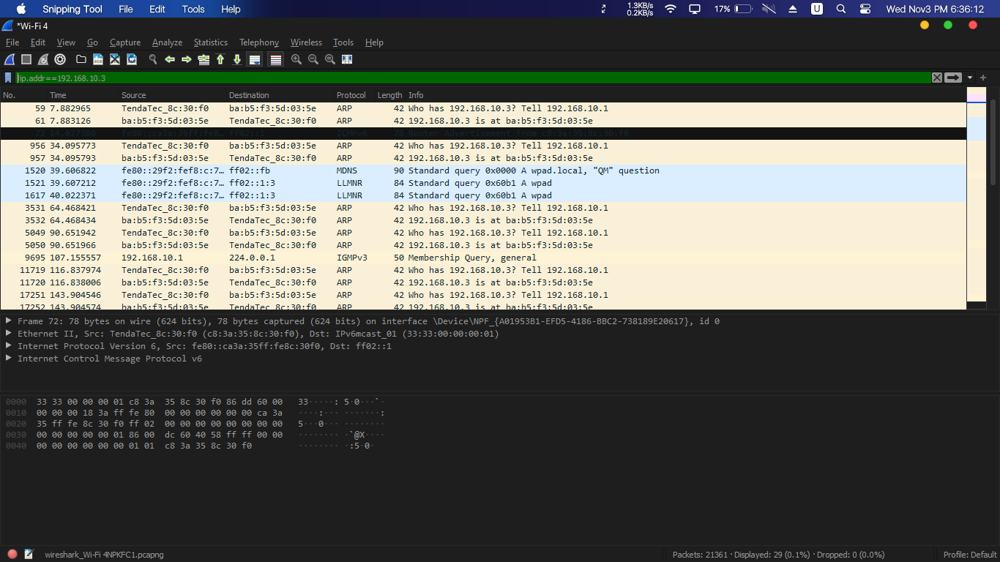 Snipping Tool File Edit Tools Help 1.3KB/s 0.2KB/s 17% U Wed Nov3 PM 6:36:12
*Wi-Fi 4
File Edit View Go Capture Analyze Statistics Telephony Wireless Tools Help
!ip.addr==192.168.10.3
No. Time Source Destination Protocol Length Info
59 7.882965 TendaTec_8c:30:f0 ba:b5:f3:5d:03:5e ARP 42 Who has 192.168.10.3? Tell 192.168.10.1
61 7.883126 ba:b5:f3:5d:03:5e TendaTec_8c:30:f0 ARP 42 192.168.10.3 is at ba:b5:f3:5d:03:5e
72 14.027380 fe80::ca3a:35ff:fe8… ff02::1 ICMPv6 78 Router Advertisement from c8:3a:35:8c:30:f0
956 34.095773 TendaTec_8c:30:f0 ba:b5:f3:5d:03:5e ARP 42 Who has 192.168.10.3? Tell 192.168.10.1
957 34.095793 ba:b5:f3:5d:03:5e TendaTec_8c:30:f0 ARP 42 192.168.10.3 is at ba:b5:f3:5d:03:5e
1520 39.606822 fe80::29f2:fef8:c:7… ff02::fb MDNS 90 Standard query 0x0000 A wpad.local, "QM" question
1521 39.607212 fe80::29f2:fef8:c:7… ff02::1:3 LLMNR 84 Standard query 0x60b1 A wpad
1617 40.022371 fe80::29f2:fef8:c:7… ff02::1:3 LLMNR 84 Standard query 0x60b1 A wpad
3531 64.468421 TendaTec_8c:30:f0 ba:b5:f3:5d:03:5e ARP 42 Who has 192.168.10.3? Tell 192.168.10.1
3532 64.468434 ba:b5:f3:5d:03:5e TendaTec_8c:30:f0 ARP 42 192.168.10.3 is at ba:b5:f3:5d:03:5e
5049 90.651942 TendaTec_8c:30:f0 ba:b5:f3:5d:03:5e ARP 42 Who has 192.168.10.3? Tell 192.168.10.1
5050 90.651966 ba:b5:f3:5d:03:5e TendaTec_8c:30:f0 ARP 42 192.168.10.3 is at ba:b5:f3:5d:03:5e
9695 107.155557 192.168.10.1 224.0.0.1 IGMPv3 50 Membership Query, general
11719 116.837974 TendaTec_8c:30:f0 ba:b5:f3:5d:03:5e ARP 42 Who has 192.168.10.3? Tell 192.168.10.1
11720 116.838006 ba:b5:f3:5d:03:5e TendaTec_8c:30:f0 ARP 42 192.168.10.3 is at ba:b5:f3:5d:03:5e
17251 143.904546 TendaTec_8c:30:f0 ba:b5:f3:5d:03:5e ARP 42 Who has 192.168.10.3? Tell 192.168.10.1
17252 143.904574 ba:b5:f3:5d:03:5e TendaTec_8c:30:f0 ARP 42 192.168.10.3 is at ba:b5:f3:5d:03:5e
Frame 72: 78 bytes on wire (624 bits), 78 bytes captured (624 bits) on interface \Device\NPF_{A01953B1-EFD5-4186-BBC2-738189E20617}, id 0
Ethernet II, Src: TendaTec_8c:30:f0 (c8:3a:35:8c:30:f0), Dst: IPv6mcast_01 (33:33:00:00:00:01)
Internet Protocol Version 6, Src: fe80::ca3a:35ff:fe8c:30f0, Dst: ff02::1
Internet Control Message Protocol v6
0000 33 33 00 00 00 01 c8 3a 35 8c 30 f0 86 dd 60 00 33·····: 5·0···`·
0010 00 00 00 18 3a ff fe 80 00 00 00 00 00 00 ca 3a ····:··· ·······:
0020 35 ff fe 8c 30 f0 ff 02 00 00 00 00 00 00 00 00 5···0··· ········
0030 00 00 00 00 00 01 86 00 dc 60 40 58 ff ff 00 00 ········ ·`@X····
0040 00 00 00 00 00 00 01 01 c8 3a 35 8c 30 f0 ········ ·:5·0·
wireshark_Wi-Fi 4NPKFC1.pcapng Packets: 21361 · Displayed: 29 (0.1%) · Dropped: 0 (0.0%) Profile: Default